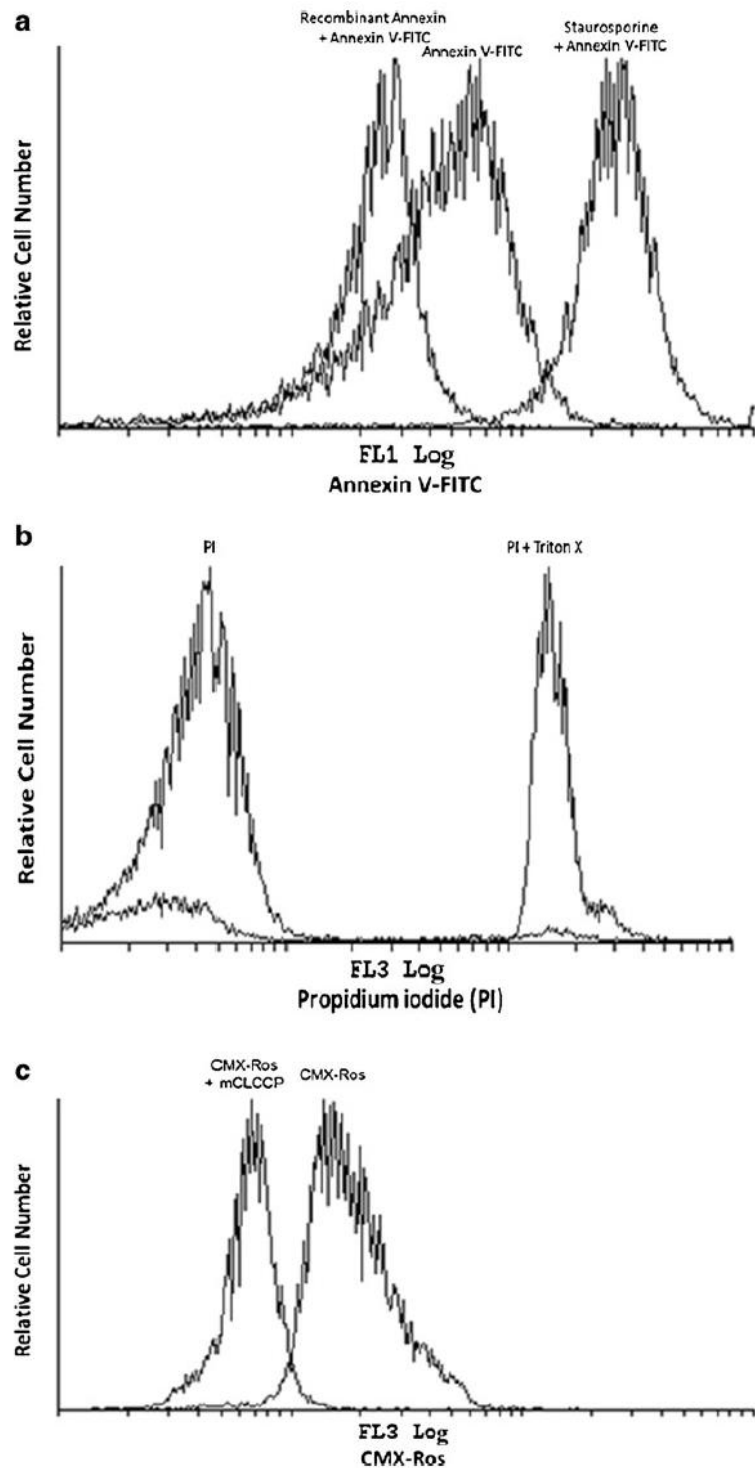 a
Recombinant Annexin
+ Annexin V-FITC
Annexin V-FITC
Staurosporine
+ Annexin V-FITC
Relative Cell Number
FL1 Log
Annexin V-FITC
b
PI
PI + Triton X
Relative Cell Number
FL3 Log
Propidium iodide (PI)
c
CMX-Ros
+ mCLCCP
CMX-Ros
Relative Cell Number
FL3 Log
CMX-Ros